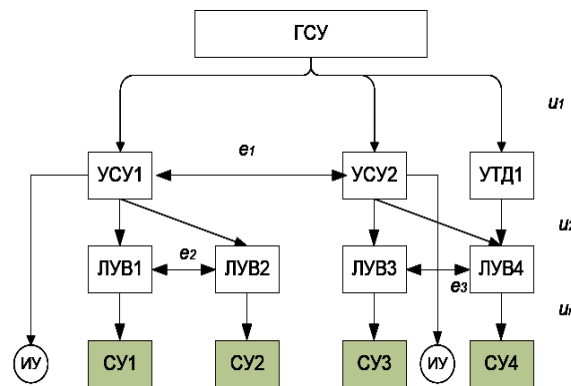 ГСУ
u1
e1
УСУ1
УСУ2
УТД1
u2
ЛУВ1
e2
ЛУВ2
ЛУВ3
e3
ЛУВ4
ИУ
СУ1
СУ2
СУ3
ИУ
СУ4